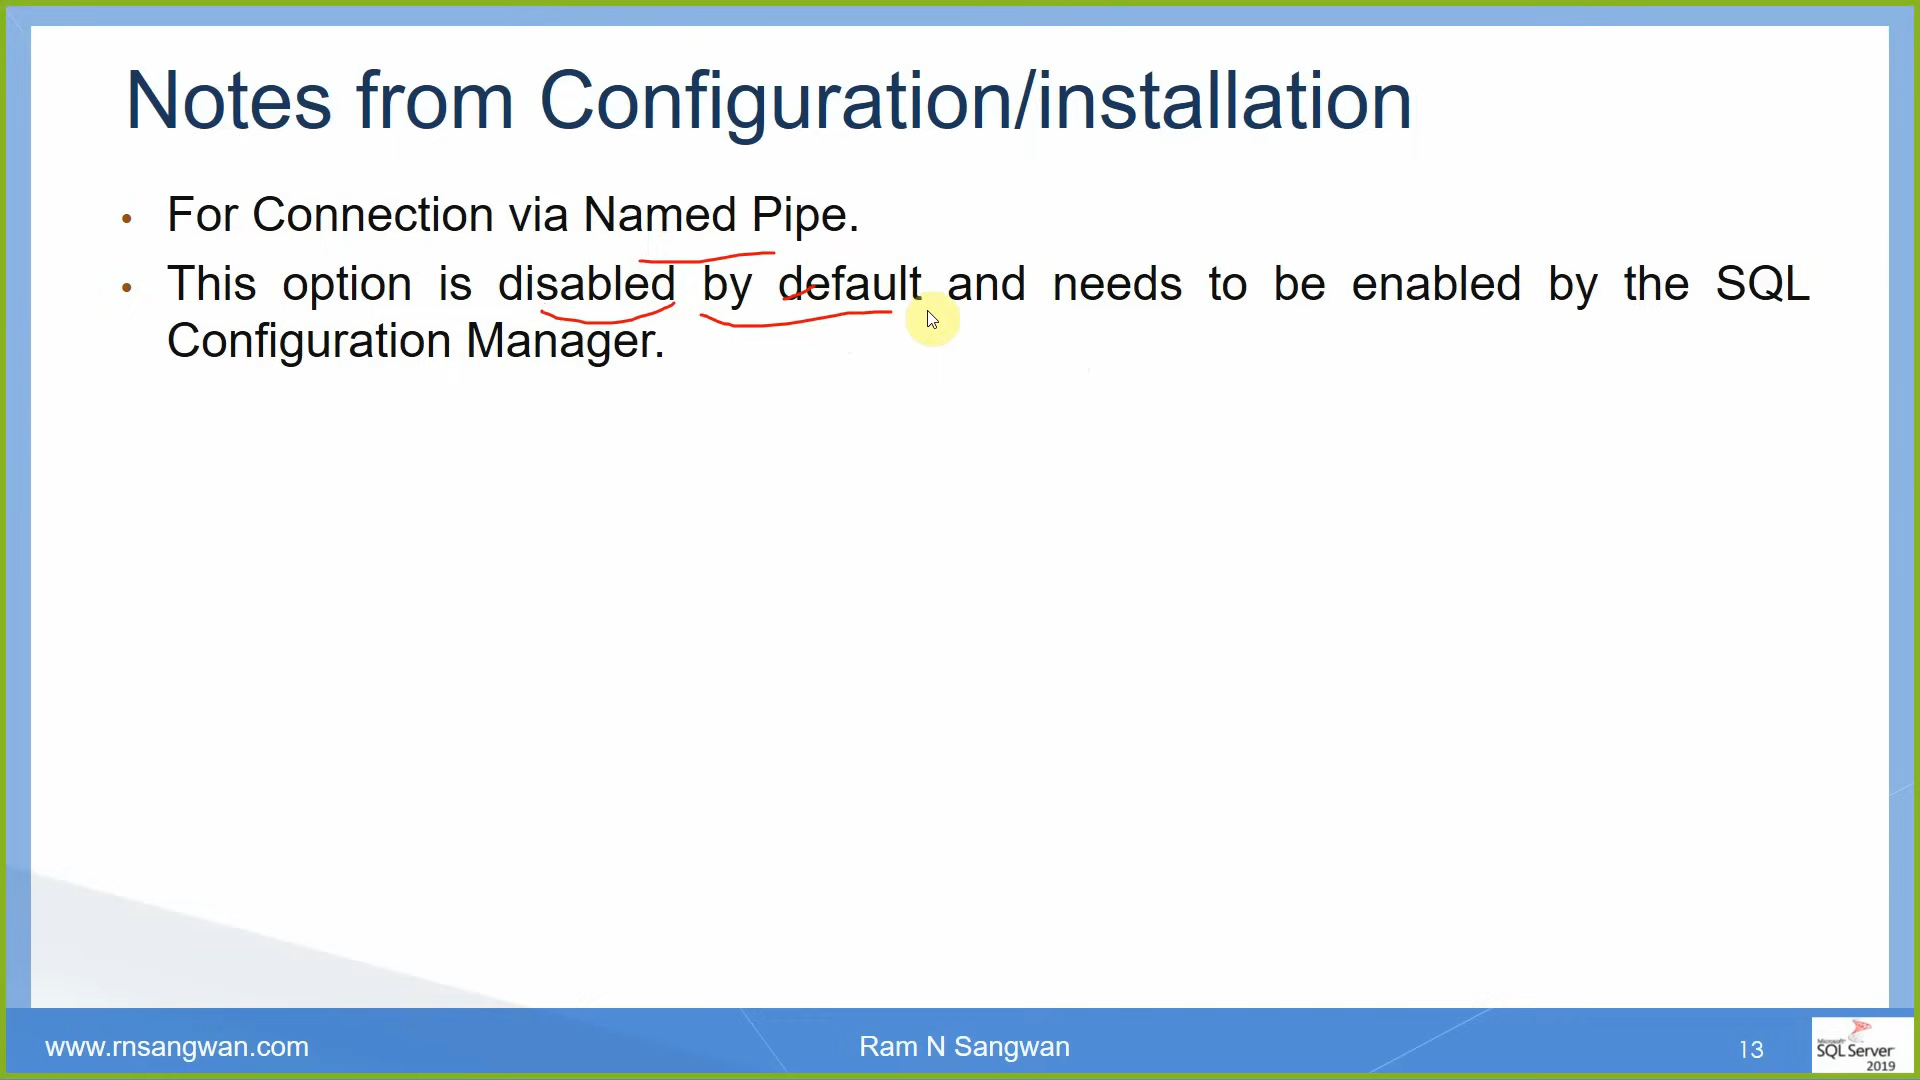 Notes from Configuration/installation
• For Connection via Named Pipe.
• This option is disabled by default and needs to be enabled by the SQL
Configuration Manager.
www.rnsangwan.com
Ram N Sangwan
13
Microsoft
SQL Server
2019